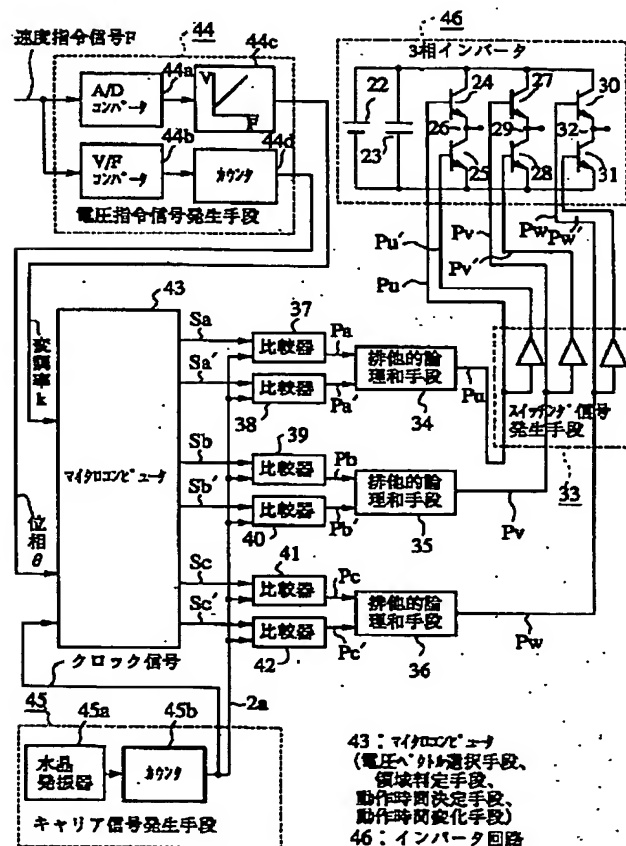 速度指令信号F
44
44a
44c
A/D
コンバータ
V
F
44b
44d
V/F
コンバータ
カウンタ
電圧指令信号発生手段
46
3相インバータ
22
24
27
30
26
29
32
23
25
28
31
Pu'
Pu
Pv
Pv'
Pw
Pw'
43
変調率k
位相θ
マイクロコンピュータ
クロック信号
Sa
37
比較器
Pa
Sa'
比較器
Pa'
38
排他的論
理和手段
Pu
34
Sb
39
比較器
Pb
Sb'
比較器
Pb'
40
排他的論
理和手段
Pv
35
Sc
41
比較器
Pc
Sc'
比較器
Pc'
42
排他的論
理和手段
Pw
36
スイッチング信号
発生手段
33
2a
45
45a
45b
水晶
発振器
カウンタ
キャリア信号発生手段
43：マイクロコンピュータ
(電圧ベクトル選択手段、
領域判定手段、
動作時間決定手段、
動作時間変化手段)
46：インバータ回路